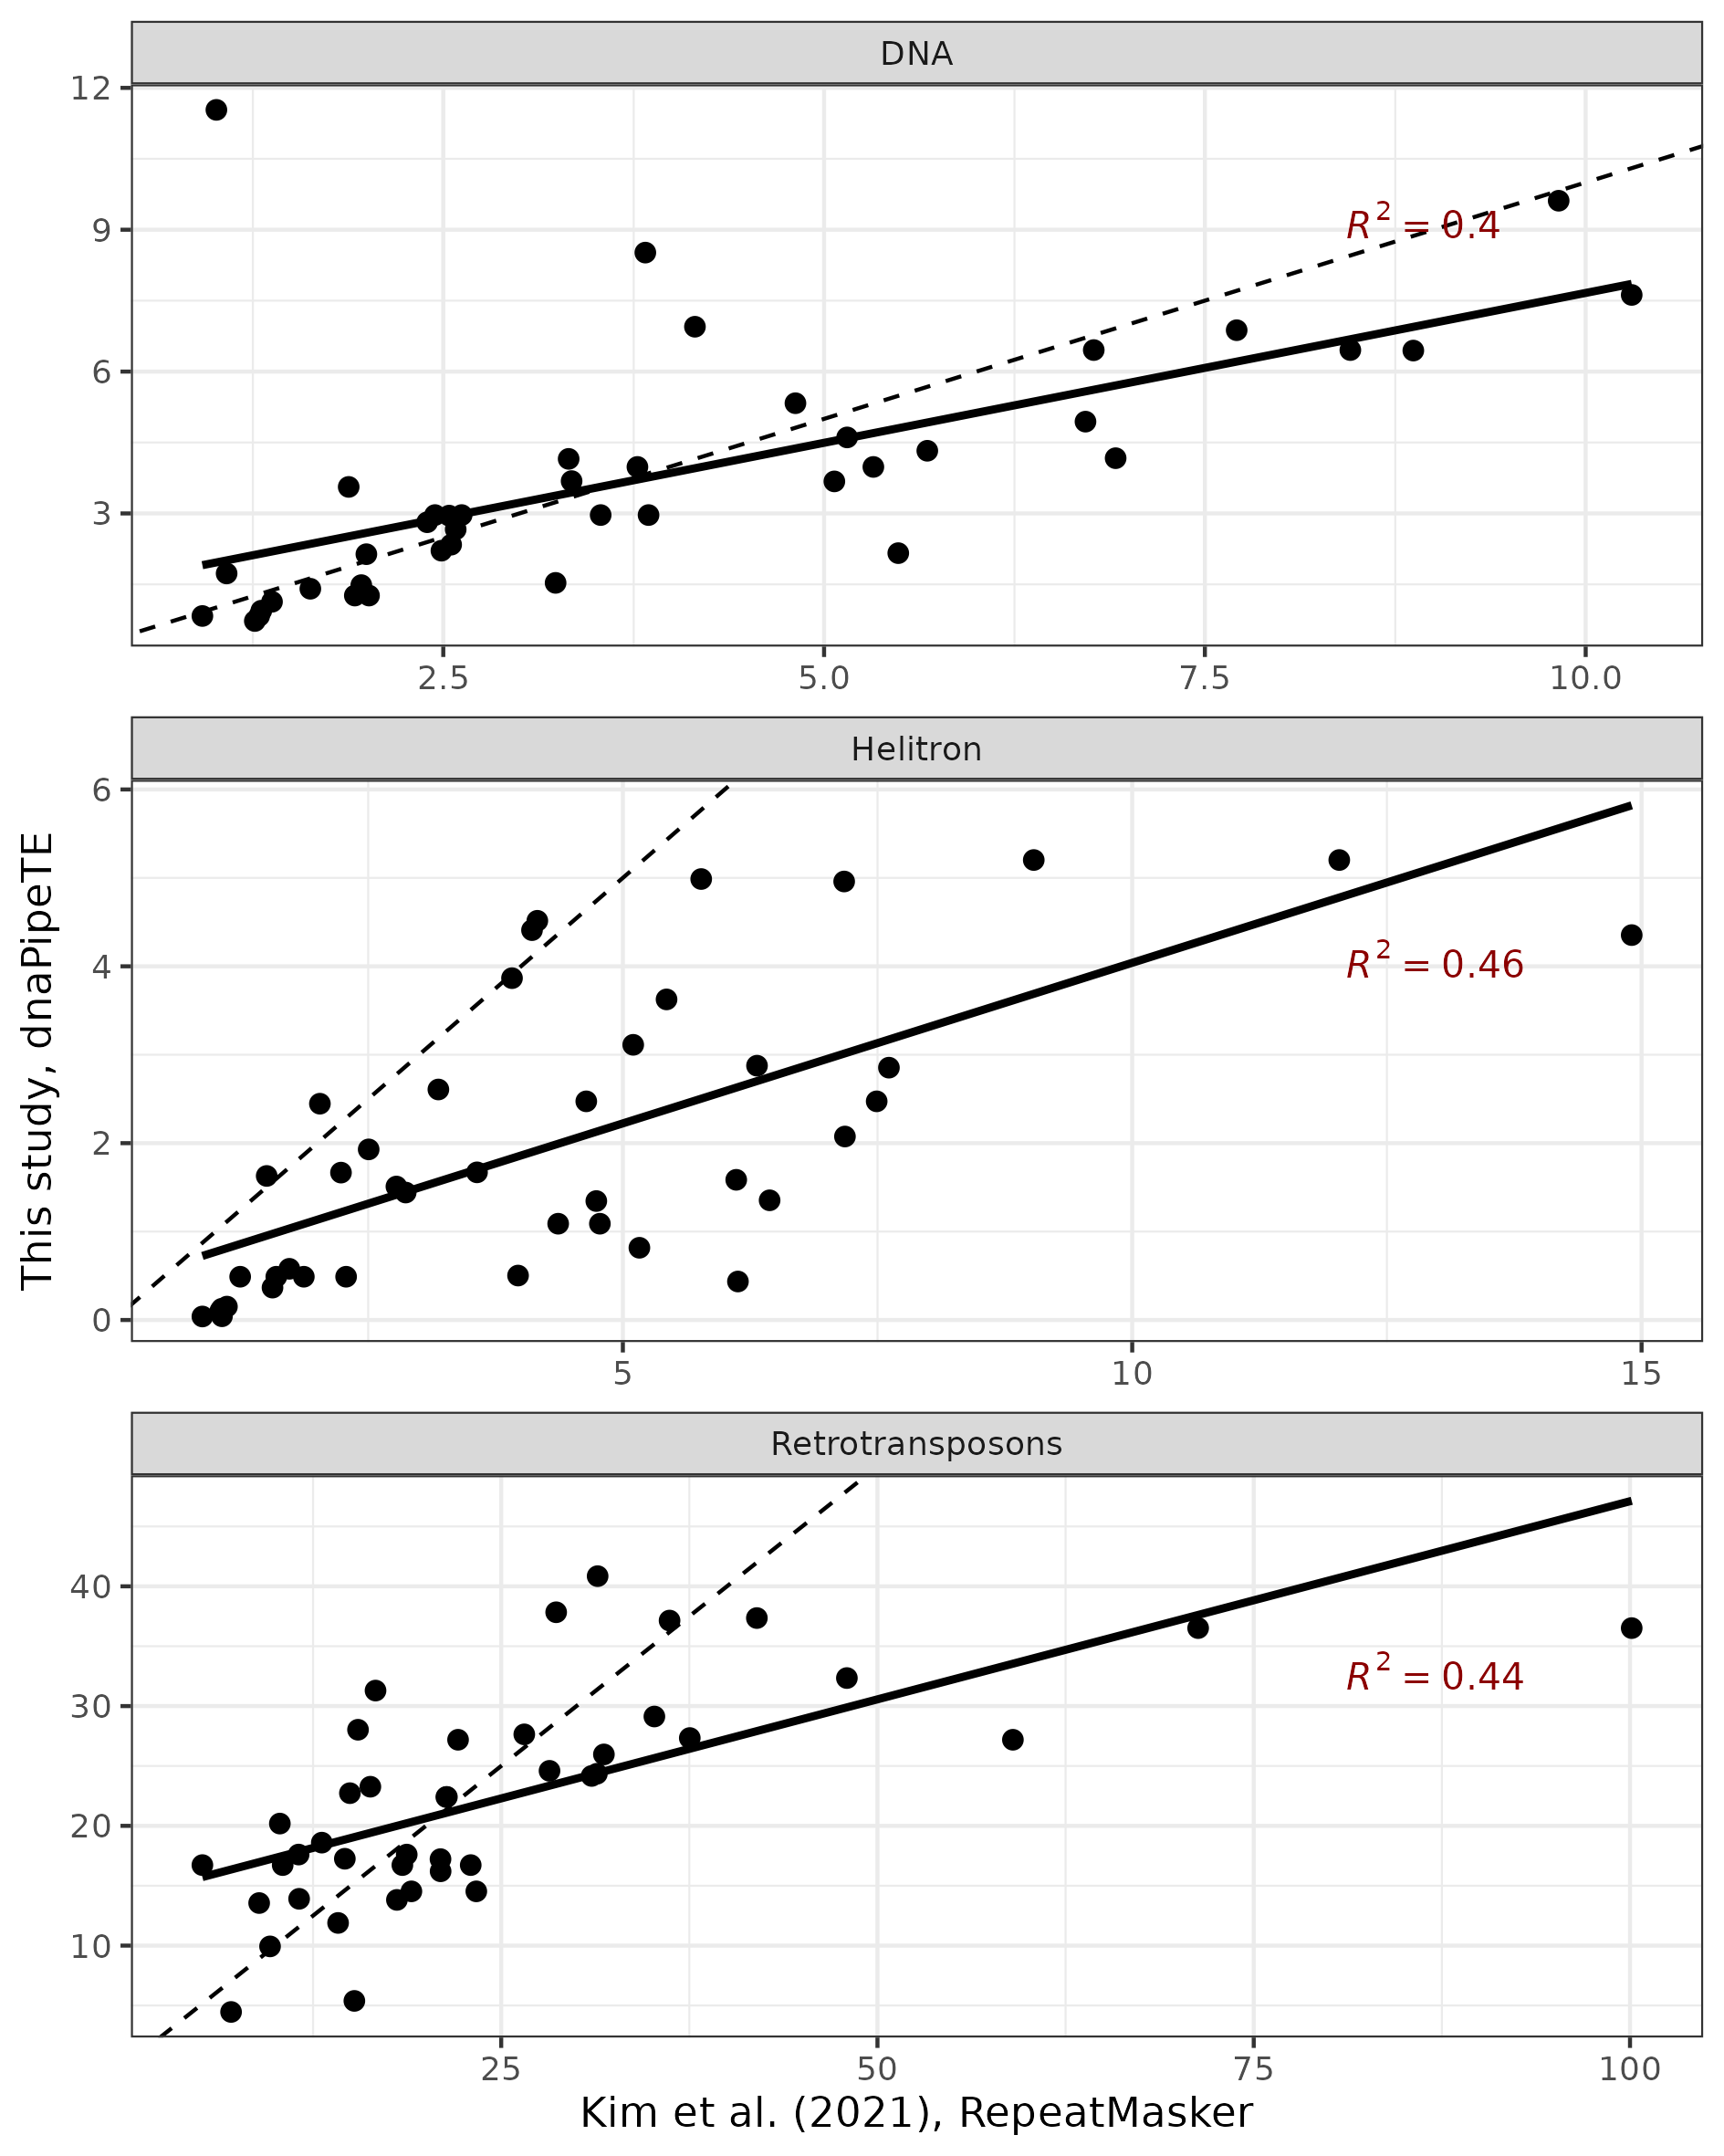 DNA
12
9
6
3
R² = 0.4
2.5 5.0 7.5 10.0
Helitron
6
4
2
0
R² = 0.46
5 10 15
This study, dnaPipeTE
Retrotransposons
40
30
20
10
R² = 0.44
25 50 75 100
Kim et al. (2021), RepeatMasker